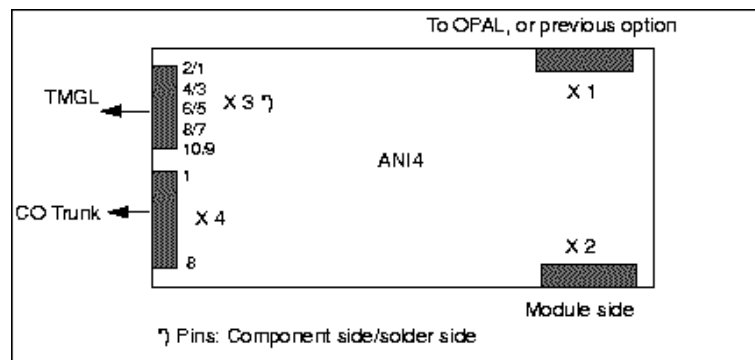 To OPAL, or previous option
2/1
4/3
6/5
8/7
10/9
X 3 *)
X 1
TMGL
ANI4
1
CO Trunk
X 4
8
X 2
Module side
*) Pins: Component side/solder side